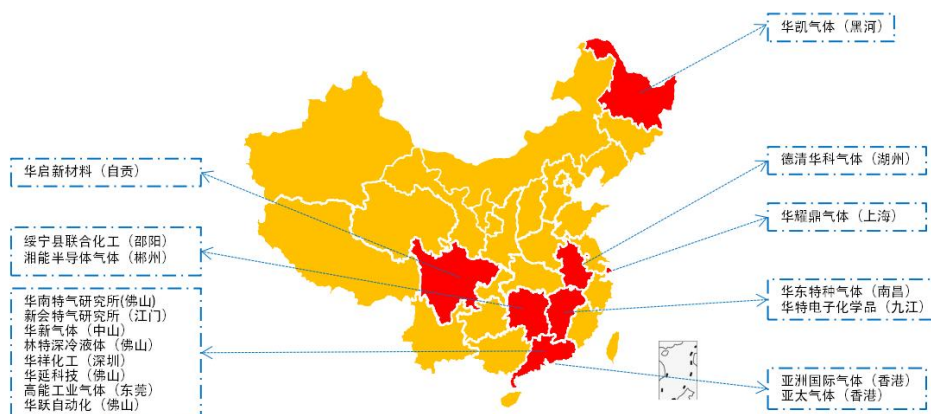 华凯气体（黑河）
华启新材料（自贡）
德清华科气体（湖州）
华耀鼎气体（上海）
绥宁县联合化工（邵阳）
湘能半导体气体（郴州）
华南特气研究所(佛山)
新会特气研究所（江门）
华新气体（中山）
林特深冷液体（佛山）
华祥化工（深圳）
华延科技（佛山）
高能工业气体（东莞）
华跃自动化（佛山）
华东特种气体（南昌）
华特电子化学品（九江）
亚洲国际气体（香港）
亚太气体（香港）